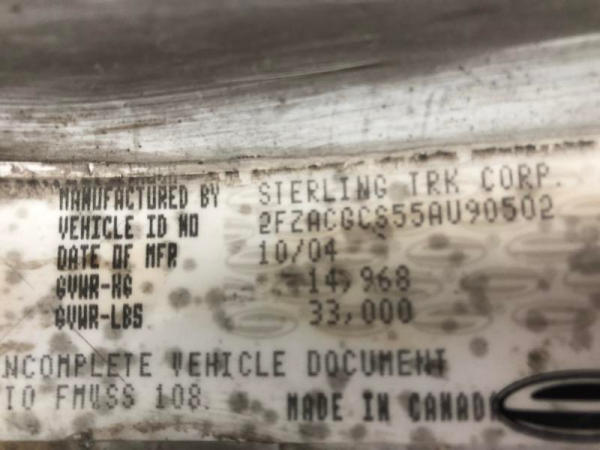 MANUFACTURED BY STERLING TRK CORP.
VEHICLE ID NO 2FZACGCS55AU90502
DATE OF MFR 10/04
GVWR-KG 14,968
GVWR-LBS 33,000
NCOMPLETE VEHICLE DOCUMENT
TO FMVSS 108.
MADE IN CANADA